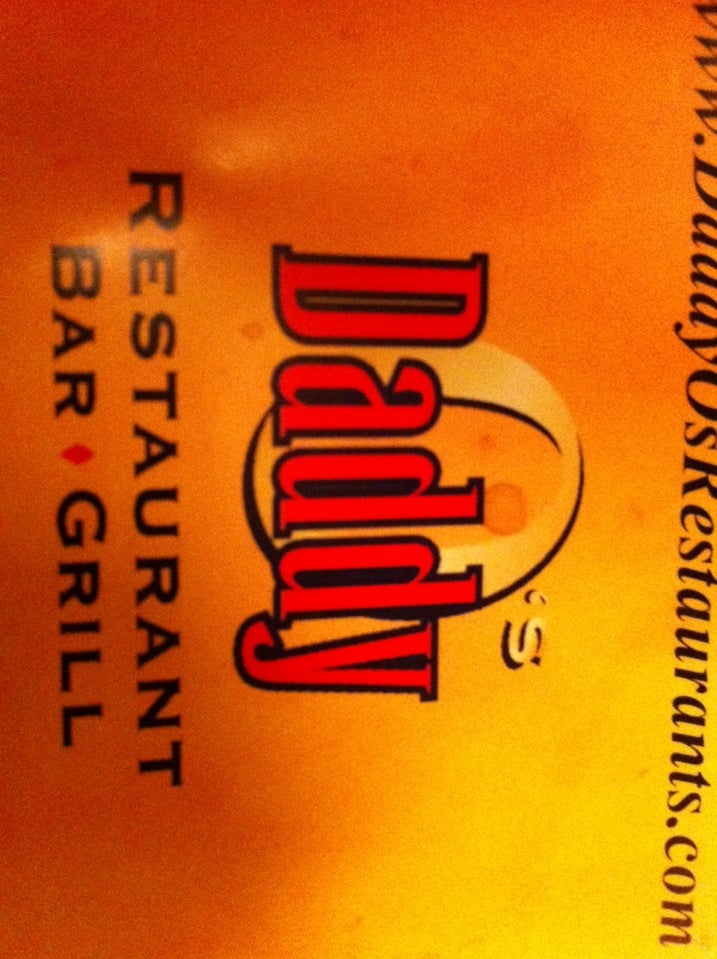 www.DaddyOsRestaurants.com
Daddy O's
RESTAURANT
BAR ♦ GRILL